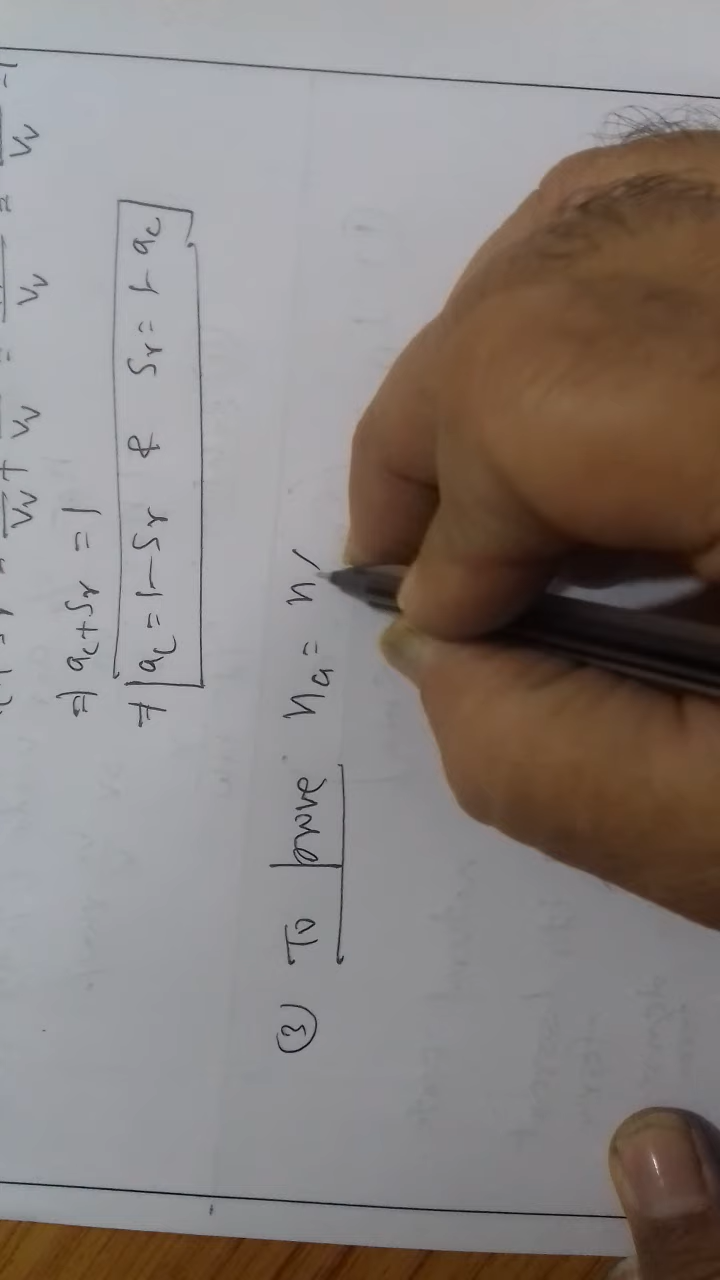 ⇒ ac + Sr = 1
⇒ ac = 1 - Sr & Sr = 1 - ac
③ To prove na = n